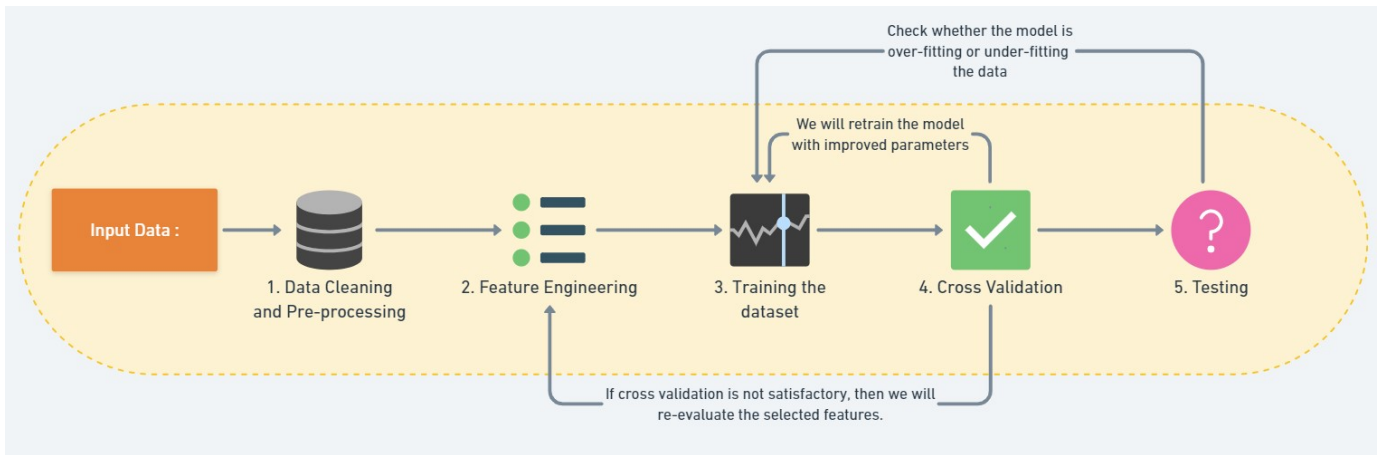 Check whether the model is
over-fitting or under-fitting
the data
We will retrain the model
with improved parameters
Input Data :
1. Data Cleaning
and Pre-processing
2. Feature Engineering
3. Training the
dataset
4. Cross Validation
5. Testing
If cross validation is not satisfactory, then we will
re-evaluate the selected features.